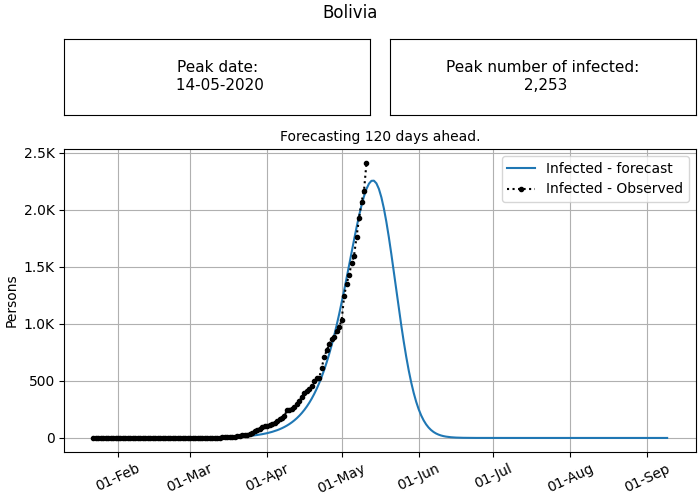 Bolivia
Peak date:
14-05-2020
Peak number of infected:
2,253
Forecasting 120 days ahead.
2.5K
2.0K
1.5K
1.0K
500
0
Persons
Infected - forecast
Infected - Observed
01-Feb
01-Mar
01-Apr
01-May
01-Jun
01-Jul
01-Aug
01-Sep